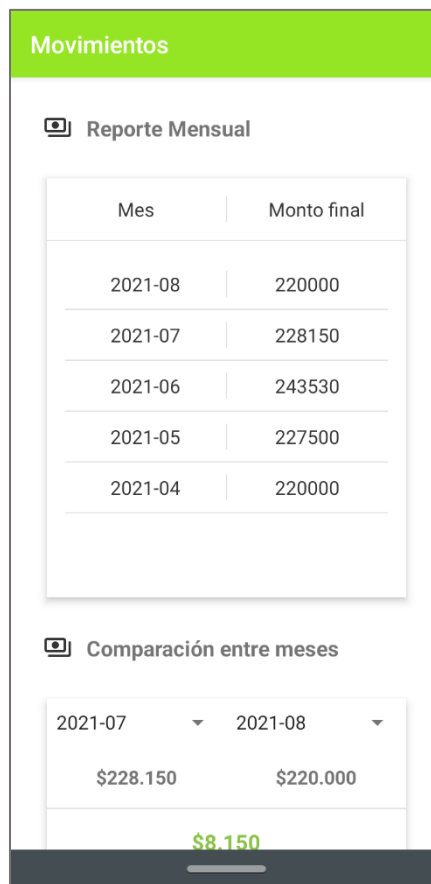 Movimientos
Reporte Mensual
Mes Monto final
2021-08 220000
2021-07 228150
2021-06 243530
2021-05 227500
2021-04 220000
Comparación entre meses
2021-07 2021-08
$228.150 $220.000
$8.150